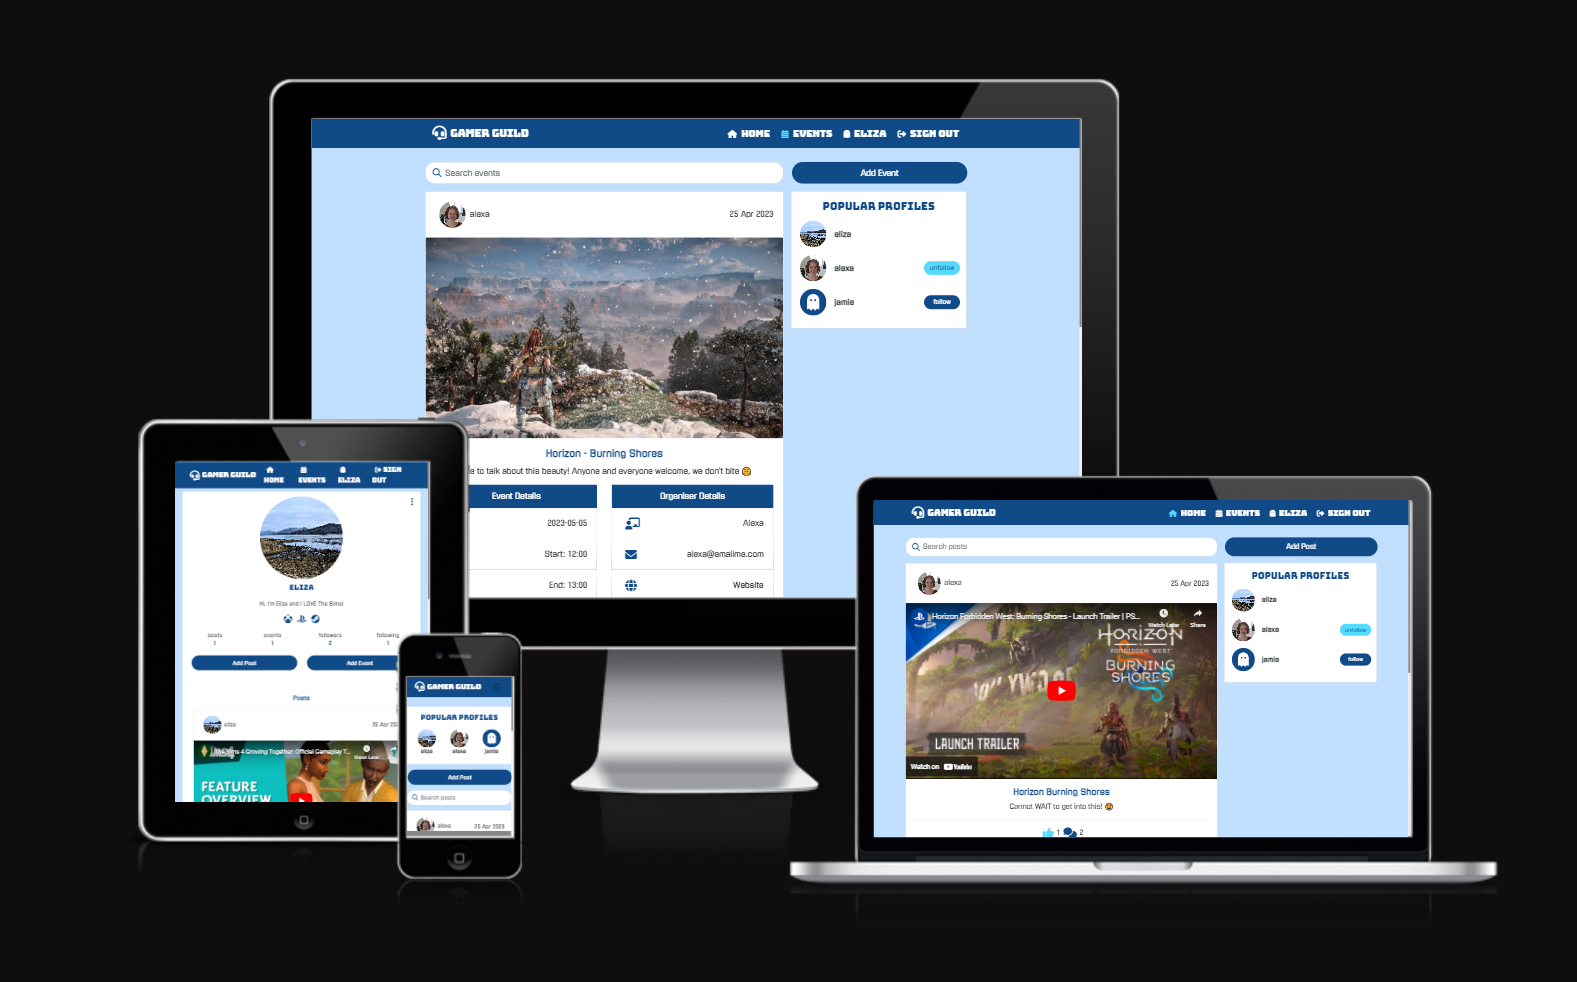 GAMER GUILD
HOME EVENTS ELIZA SIGN OUT
Search events
Add Event
alexa
25 Apr 2023
POPULAR PROFILES
eliza
alexa
unfollow
jamie
follow
Horizon - Burning Shores
e to talk about this beauty! Anyone and everyone welcome, we don't bite
Event Details
2023-05-05
Start: 12:00
End: 13:00
Organiser Details
Alexa
alexa@emailme.com
Website
GAMER GUILD
HOME EVENTS ELIZA SIGN OUT
ELIZA
Hi, I'm Eliza and I LOVE The Sims!
posts events followers following
1 1 2 1
Add Post
Add Event
Posts
eliza
25 Apr 202
The Sims 4 Growing Together: Official Gameplay T...
Watch Later
FEATURE
OVERVIEW
GAMER GUILD
POPULAR PROFILES
eliza alexa jamie
Add Post
Search posts
alexa
25 Apr 2023
GAMER GUILD
HOME EVENTS ELIZA SIGN OUT
Search posts
Add Post
alexa
25 Apr 2023
POPULAR PROFILES
eliza
alexa
unfollow
jamie
follow
Horizon Forbidden West: Burning Shores - Launch Trailer | PS...
Watch Later
Share
HORIZON
FORBIDDEN WEST
BURNING
SHORES
LAUNCH TRAILER
Watch on YouTube
Horizon Burning Shores
Cannot WAIT to get into this!
1 2